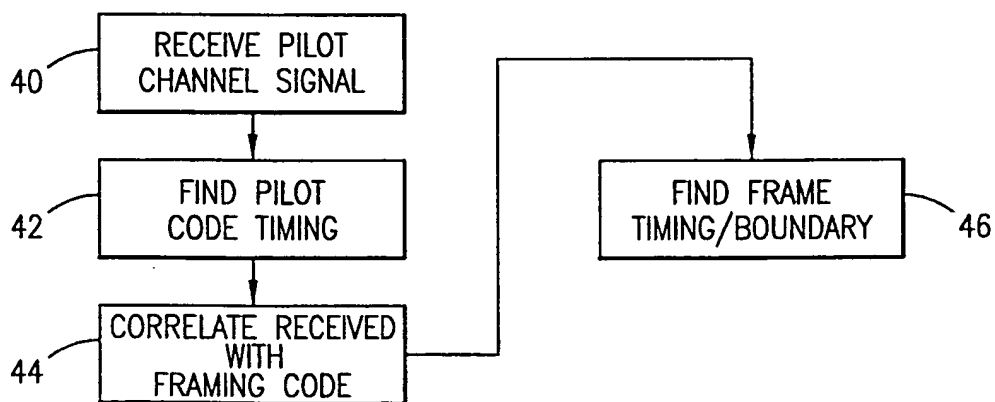 40
RECEIVE PILOT
CHANNEL SIGNAL
42
FIND PILOT
CODE TIMING
44
CORRELATE RECEIVED
WITH
FRAMING CODE
FIND FRAME
TIMING/BOUNDARY
46